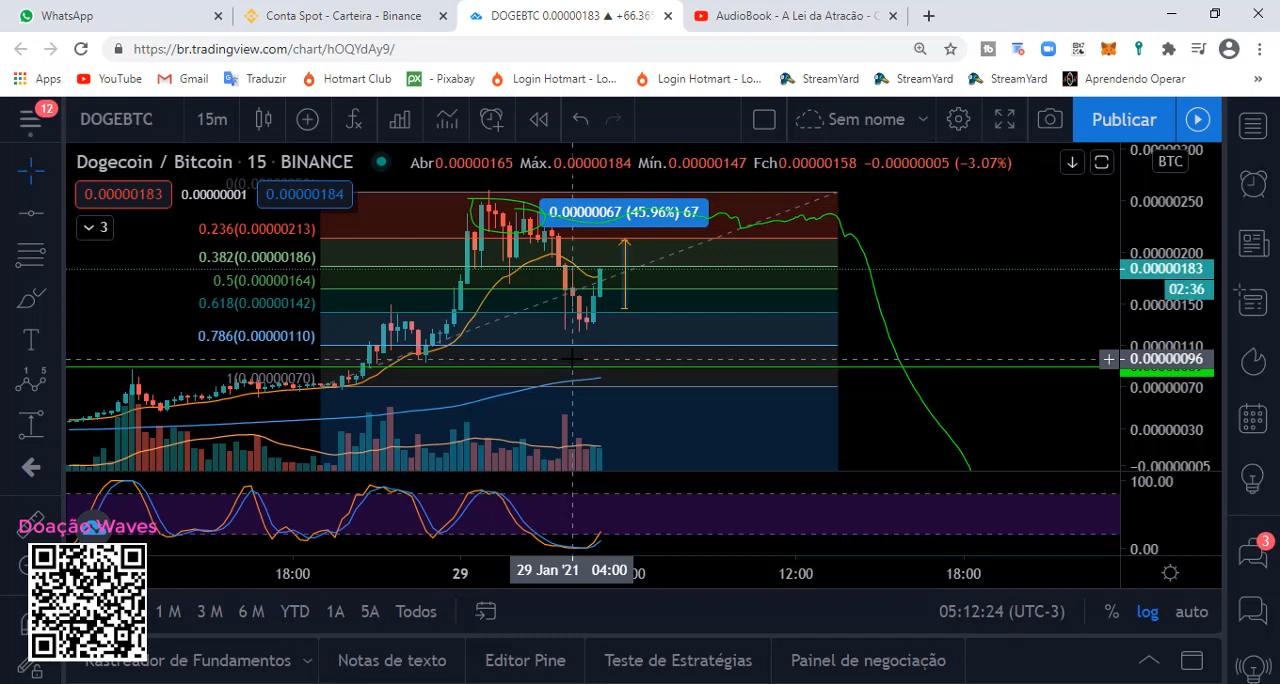 WhatsApp
Conta Spot - Carteira - Binance
DOGEBTC 0.00000183 ▲ +66.36
AudioBook - A Lei da Atracão - C
https://br.tradingview.com/chart/hOQYdAy9/
Apps YouTube Gmail Traduzir Hotmart Club - Pixabay Login Hotmart - Lo... Login Hotmart - Lo... StreamYard StreamYard StreamYard Aprendendo Operar
12 DOGEBTC 15m Sem nome Publicar
Dogecoin / Bitcoin · 15 · BINANCE Abr0.00000165 Máx.0.00000184 Mín.0.00000147 Fch0.00000158 −0.00000005 (−3.07%) BTC
0.00000183 0.00000001 0.00000184
3
0.00000067 (45.96%) 67
0.236(0.00000213)
0.382(0.00000186)
0.5(0.00000164)
0.618(0.00000142)
0.786(0.00000110)
1(0.00000070)
0.00000300
0.00000250
0.00000200
0.00000183
02:36
0.00000150
0.00000110
0.00000096
0.00000070
0.00000030
−0.00000005
100.00
0.00
Doação Waves
3
18:00 29 29 Jan '21 04:00 12:00 18:00
1 M 3 M 6 M YTD 1A 5A Todos 05:12:24 (UTC-3) % log auto
Rastreador de Fundamentos Notas de texto Editor Pine Teste de Estratégias Painel de negociação